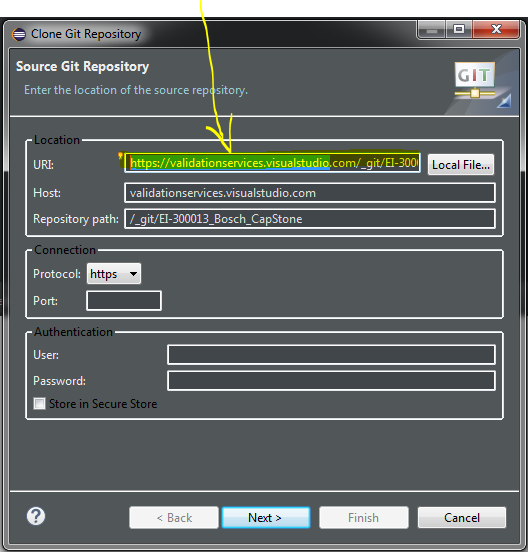 Clone Git Repository
Source Git Repository
Enter the location of the source repository.
GIT
Location
URI: https://validationservices.visualstudio.com/_git/EI-300
Local File...
Host: validationservices.visualstudio.com
Repository path: /_git/EI-300013_Bosch_CapStone
Connection
Protocol: https
Port:
Authentication
User:
Password:
Store in Secure Store
? < Back Next > Finish Cancel